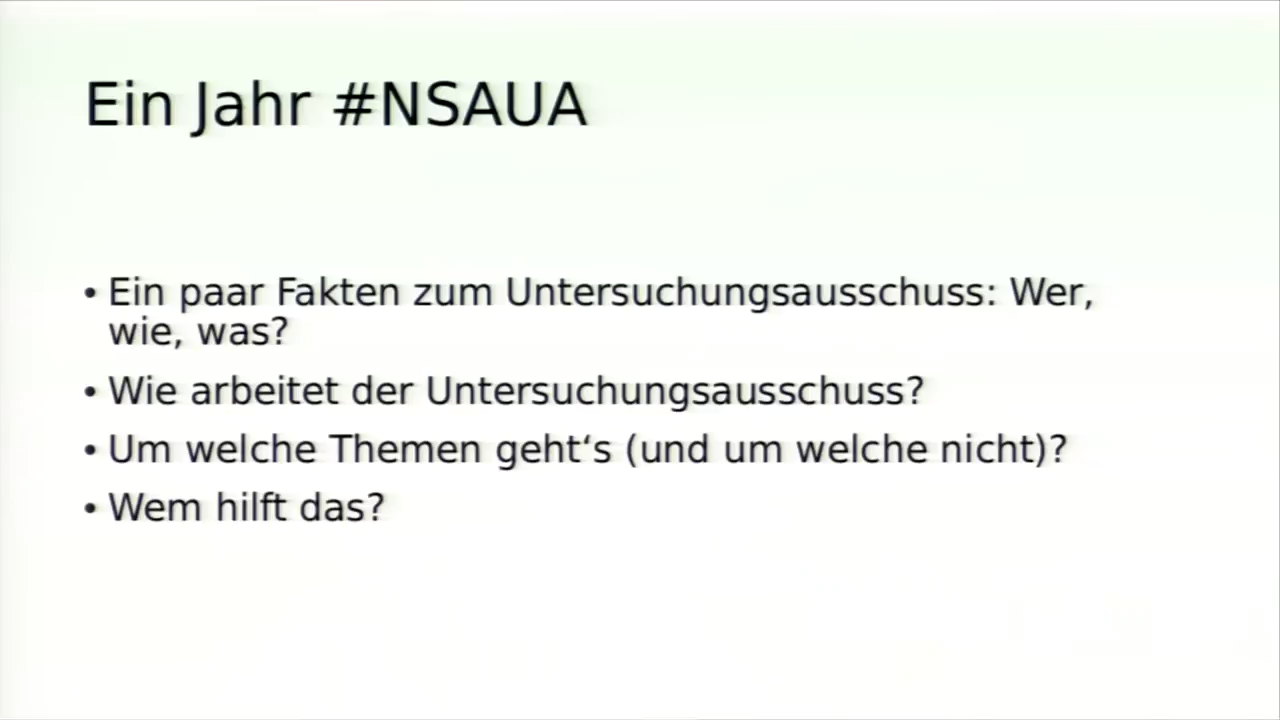 Ein Jahr #NSAUA
• Ein paar Fakten zum Untersuchungsausschuss: Wer,
wie, was?
• Wie arbeitet der Untersuchungsausschuss?
• Um welche Themen geht‘s (und um welche nicht)?
• Wem hilft das?